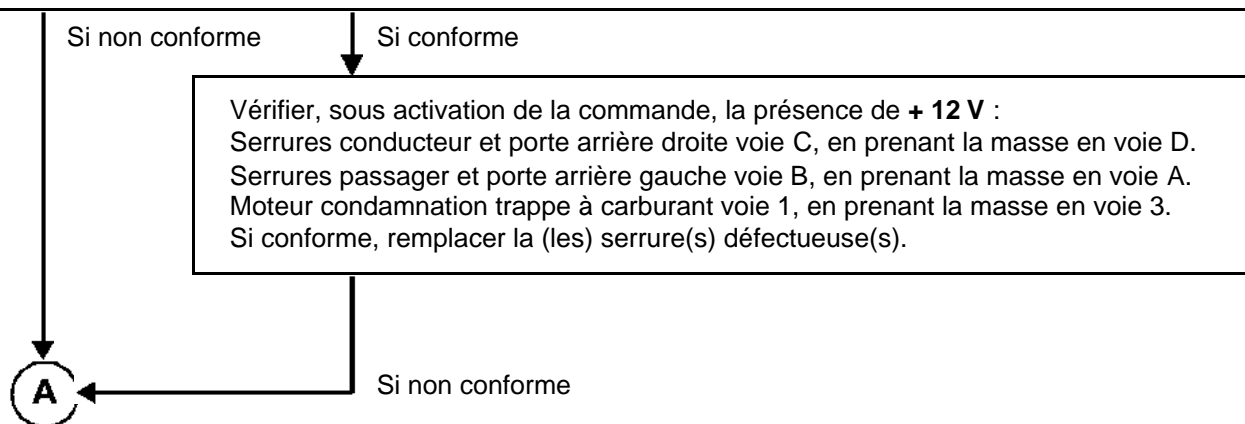 Si non conforme
Si conforme
Vérifier, sous activation de la commande, la présence de + 12 V :
Serrures conducteur et porte arrière droite voie C, en prenant la masse en voie D.
Serrures passager et porte arrière gauche voie B, en prenant la masse en voie A.
Moteur condamnation trappe à carburant voie 1, en prenant la masse en voie 3.
Si conforme, remplacer la (les) serrure(s) défectueuse(s).
A
Si non conforme